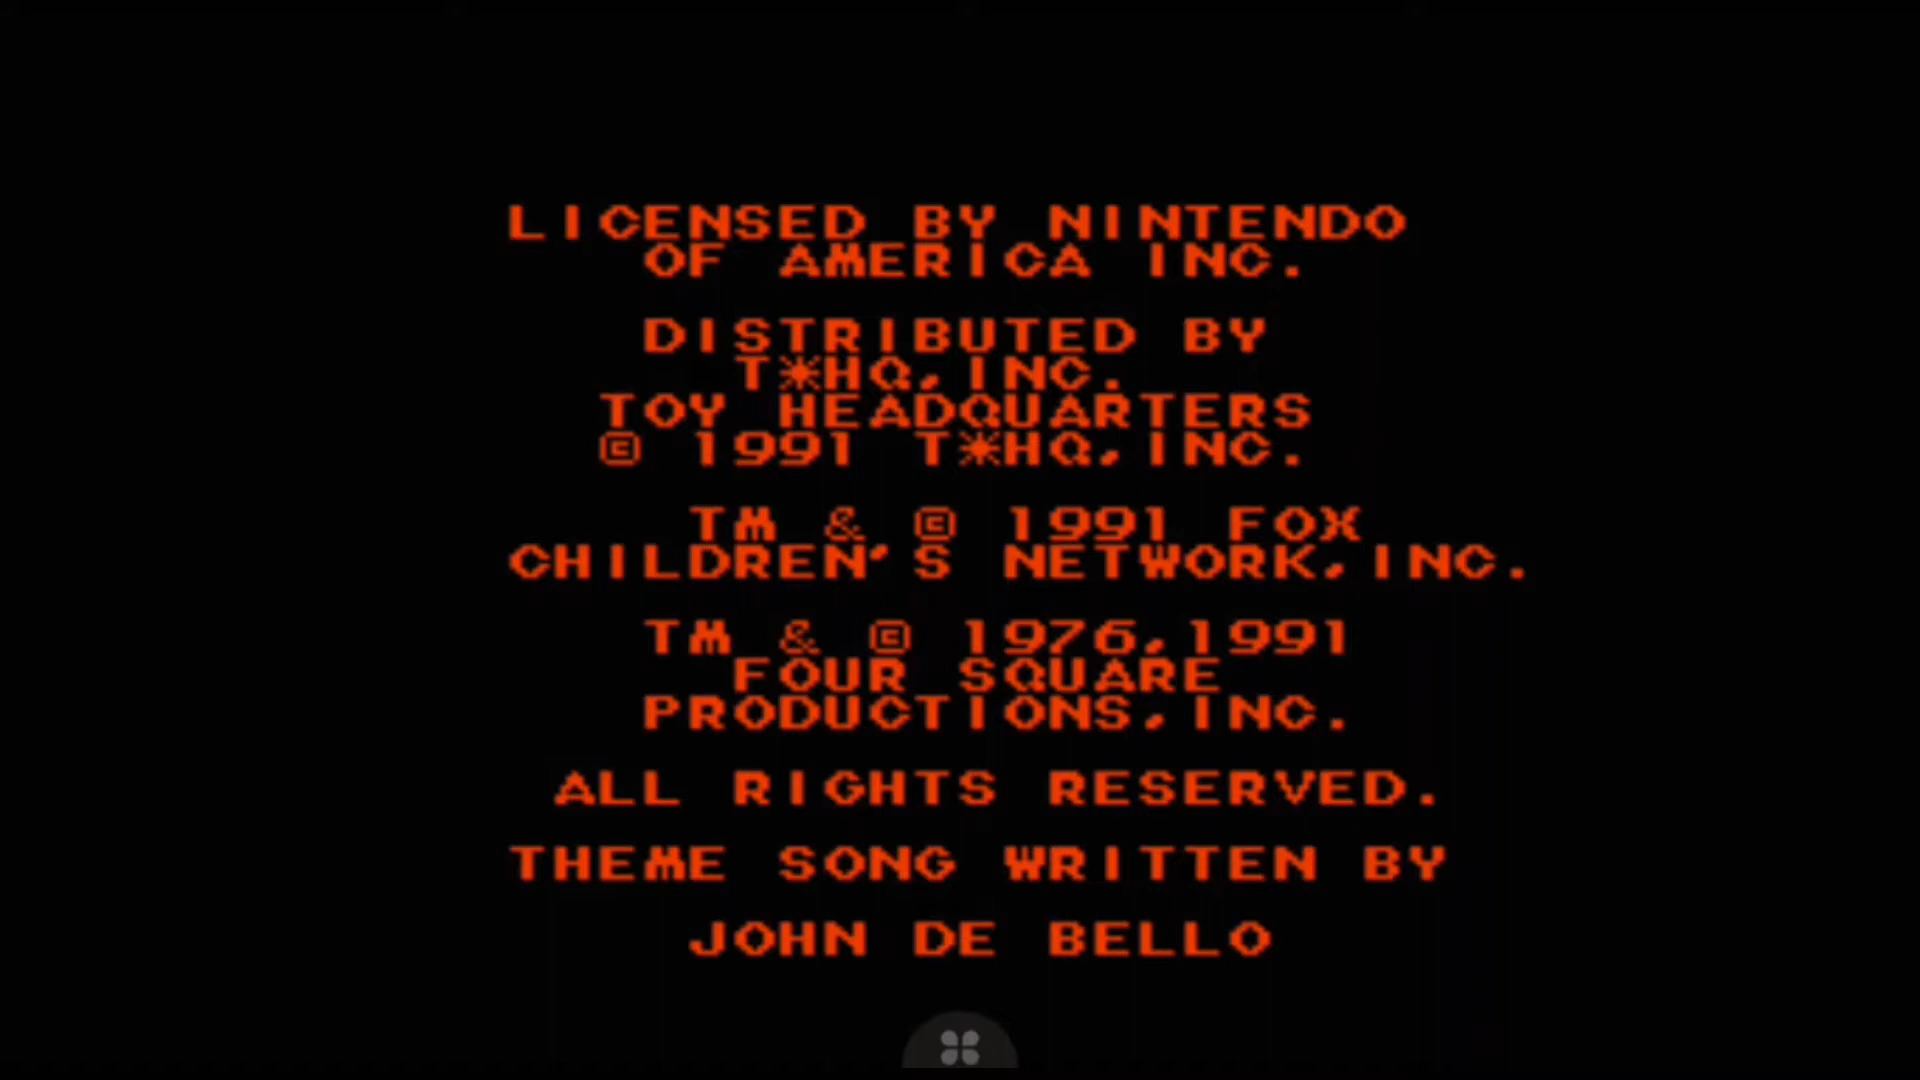 LICENSED BY NINTENDO
OF AMERICA INC.
DISTRIBUTED BY
T*HQ,INC.
TOY HEADQUARTERS
© 1991 T*HQ,INC.
TM & © 1991 FOX
CHILDREN'S NETWORK,INC.
TM & © 1976,1991
FOUR SQUARE
PRODUCTIONS,INC.
ALL RIGHTS RESERVED.
THEME SONG WRITTEN BY
JOHN DE BELLO